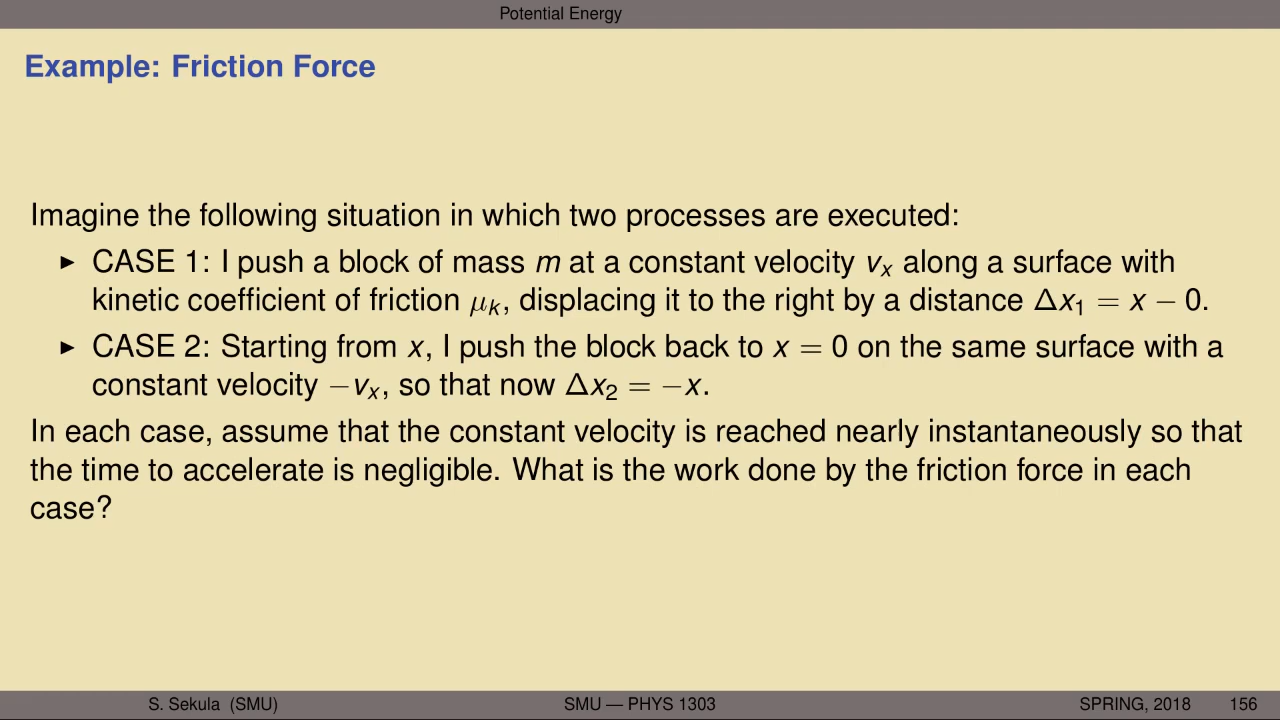 Potential Energy
Example: Friction Force
Imagine the following situation in which two processes are executed:
▶ CASE 1: I push a block of mass m at a constant velocity vₓ along a surface with
kinetic coefficient of friction μₖ, displacing it to the right by a distance Δx₁ = x − 0.
▶ CASE 2: Starting from x, I push the block back to x = 0 on the same surface with a
constant velocity −vₓ, so that now Δx₂ = −x.
In each case, assume that the constant velocity is reached nearly instantaneously so that
the time to accelerate is negligible. What is the work done by the friction force in each
case?
S. Sekula (SMU) SMU — PHYS 1303 SPRING, 2018 156